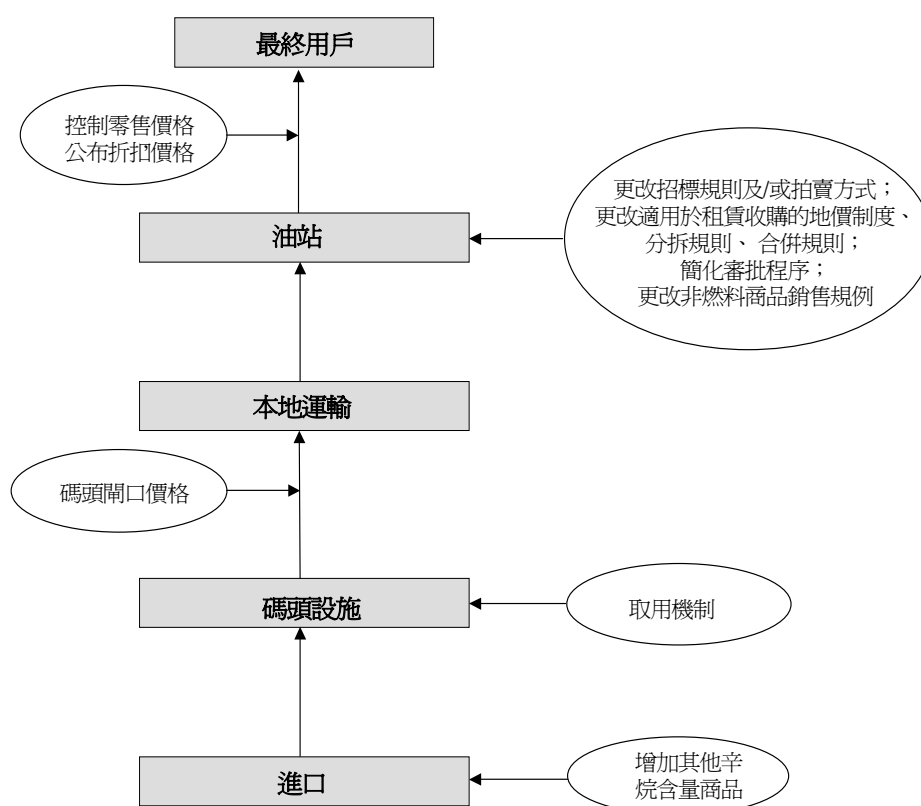 最終用戶
控制零售價格
公布折扣價格
更改招標規則及/或拍賣方式；
更改適用於租賃收購的地價制度、
分拆規則、合併規則；
簡化審批程序；
更改非燃料商品銷售規例
油站
本地運輸
碼頭閘口價格
碼頭設施
取用機制
進口
增加其他辛
烷含量商品